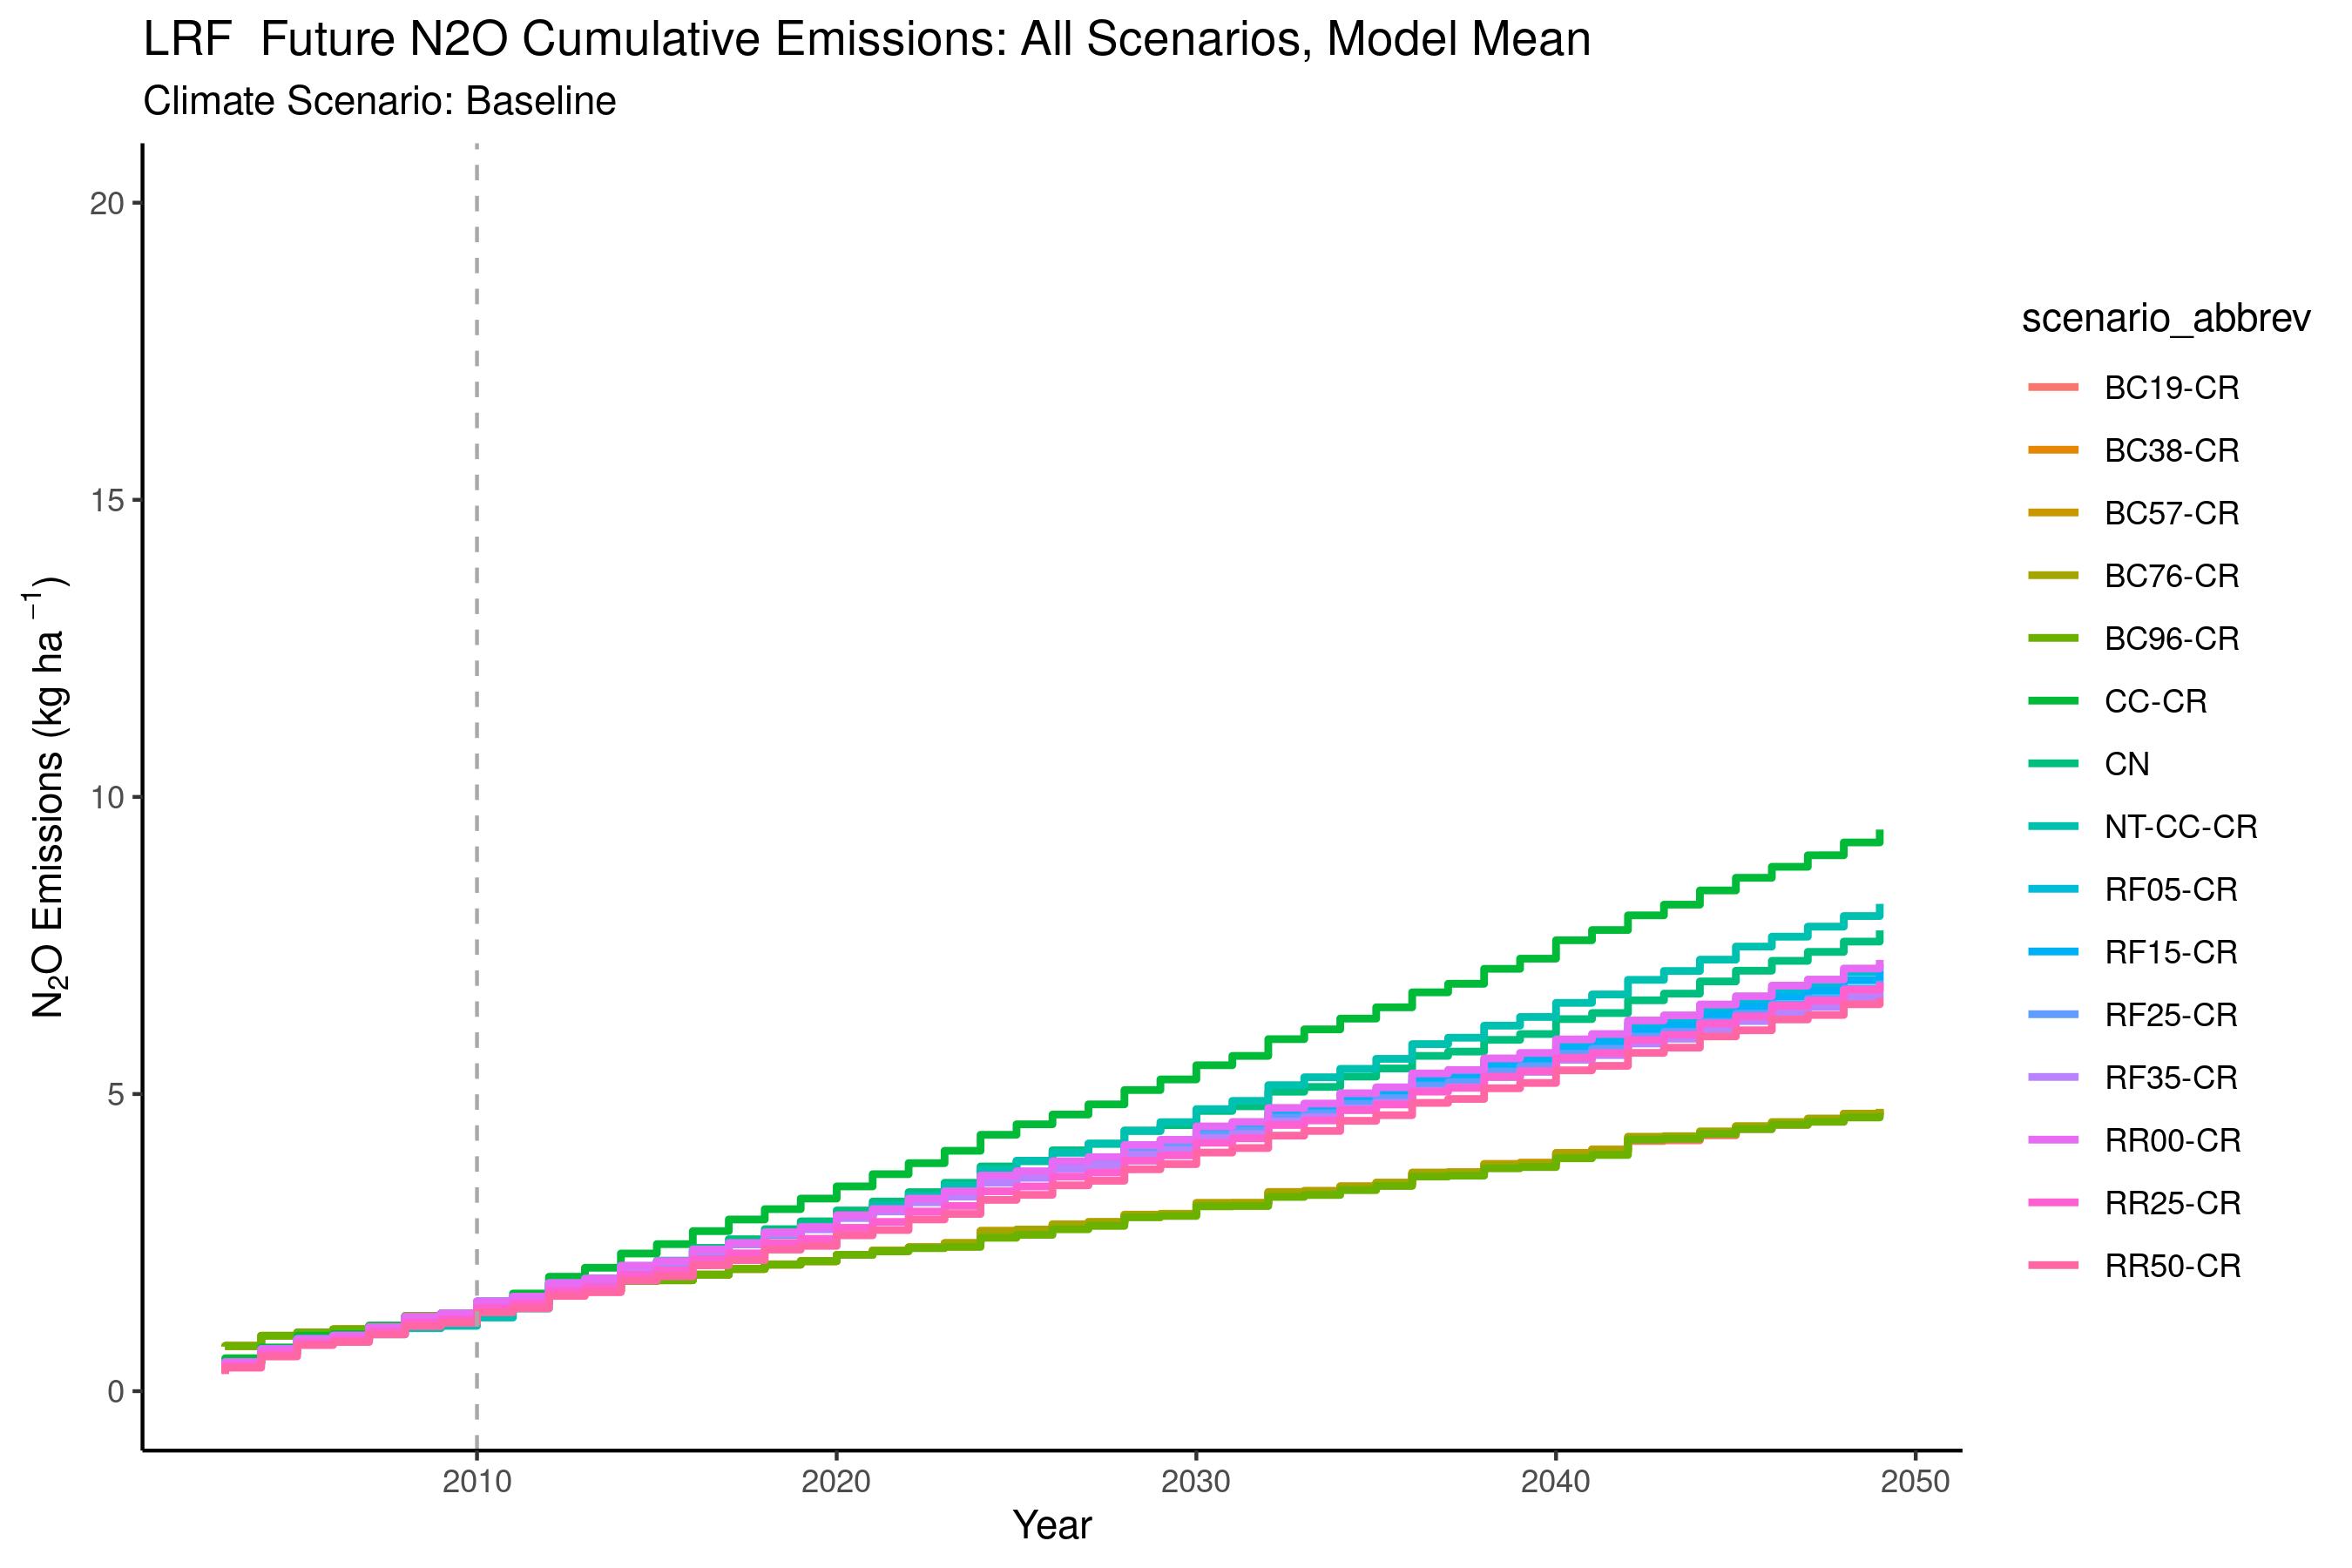 LRF  Future N2O Cumulative Emissions: All Scenarios, Model Mean
Climate Scenario: Baseline
N₂O Emissions (kg ha⁻¹)
20
15
10
5
0
2010
2020
2030
2040
2050
Year
scenario_abbrev
BC19-CR
BC38-CR
BC57-CR
BC76-CR
BC96-CR
CC-CR
CN
NT-CC-CR
RF05-CR
RF15-CR
RF25-CR
RF35-CR
RR00-CR
RR25-CR
RR50-CR